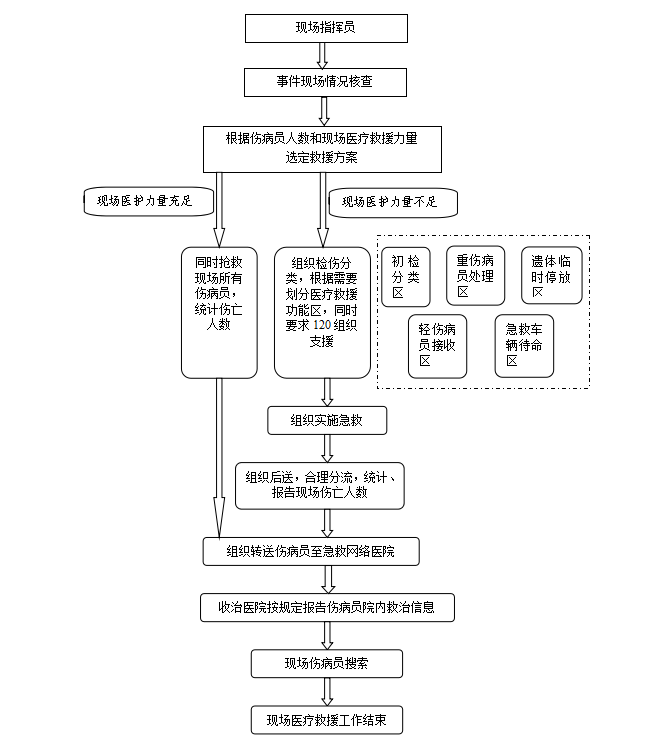 现场指挥员
事件现场情况核查
根据伤病员人数和现场医疗救援力量
选定救援方案
现场医护力量充足
现场医护力量不足
同时抢救
现场所有
伤病员，
统计伤亡
人数
组织检伤分
类，根据需要
划分医疗救援
功能区，同时
要求 120 组织
支援
初 检
分 类
区
重伤病
员处理
区
遗体临
时停放
区
轻伤病
员接收
区
急救车
辆待命
区
组织实施急救
组织后送，合理分流，统计、
报告现场伤亡人数
组织转送伤病员至急救网络医院
收治医院按规定报告伤病员院内救治信息
现场伤病员搜索
现场医疗救援工作结束